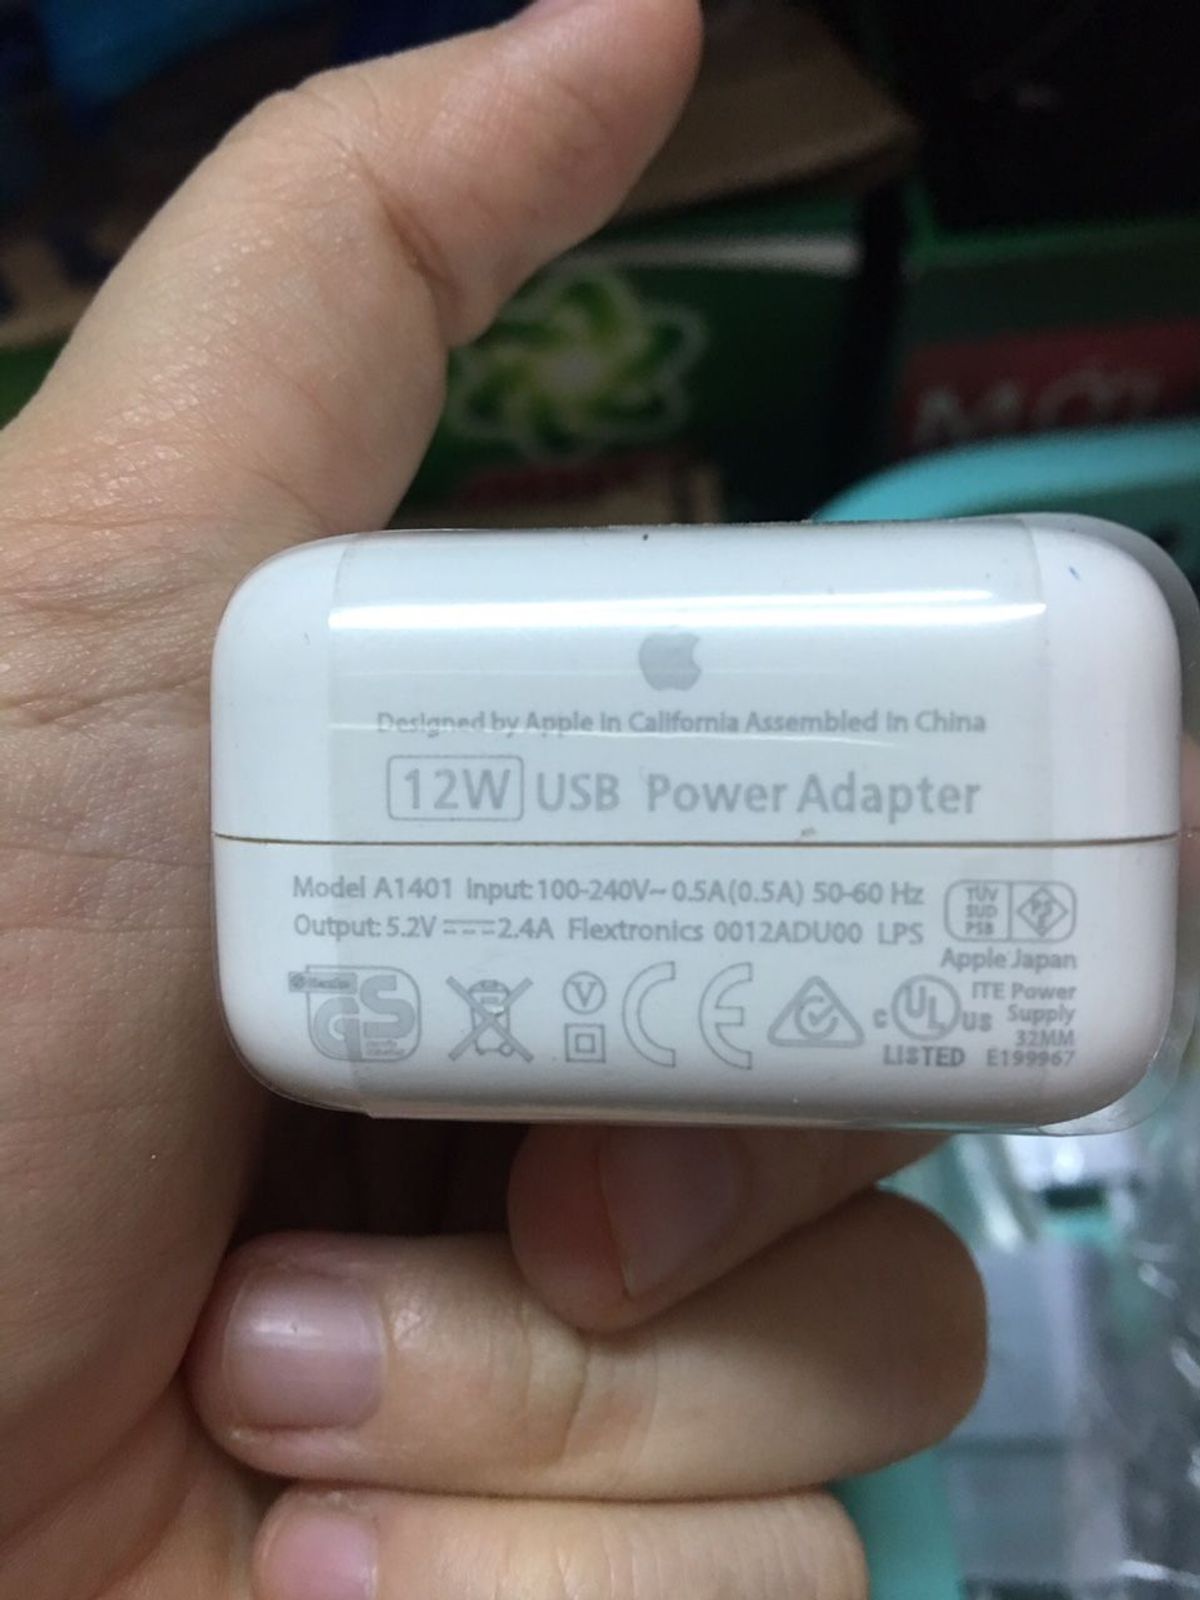 Designed by Apple in California Assembled in China
12W USB Power Adapter
Model A1401 Input: 100-240V~ 0.5A(0.5A) 50-60 Hz
Output: 5.2V⎓2.4A Flextronics 0012ADU00 LPS
TÜV
SUD
PSB
Apple Japan
GS
V
CE
c UL us
LISTED
ITE Power
Supply
32MM
E199967